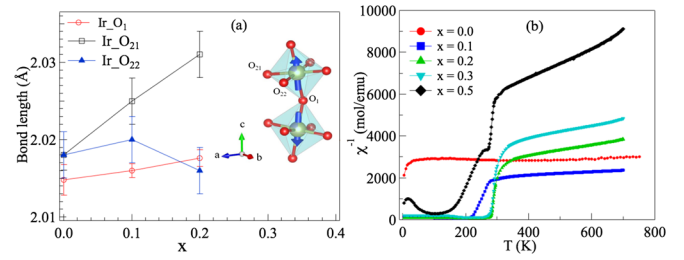 (a)
Ir_O1
Ir_O21
Ir_O22
2.03
2.02
2.01
Bond length (Å)
0.0
0.1
0.2
0.3
0.4
x
O21
O22
O1
c
a
b
(b)
x = 0.0
x = 0.1
x = 0.2
x = 0.3
x = 0.5
10000
8000
6000
4000
2000
0
χ-1 (mol/emu)
0
200
400
600
800
T (K)